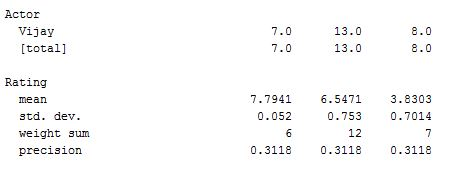 Actor
Vijay 7.0 13.0 8.0
[total] 7.0 13.0 8.0
Rating
mean 7.7941 6.5471 3.8303
std. dev. 0.052 0.753 0.7014
weight sum 6 12 7
precision 0.3118 0.3118 0.3118